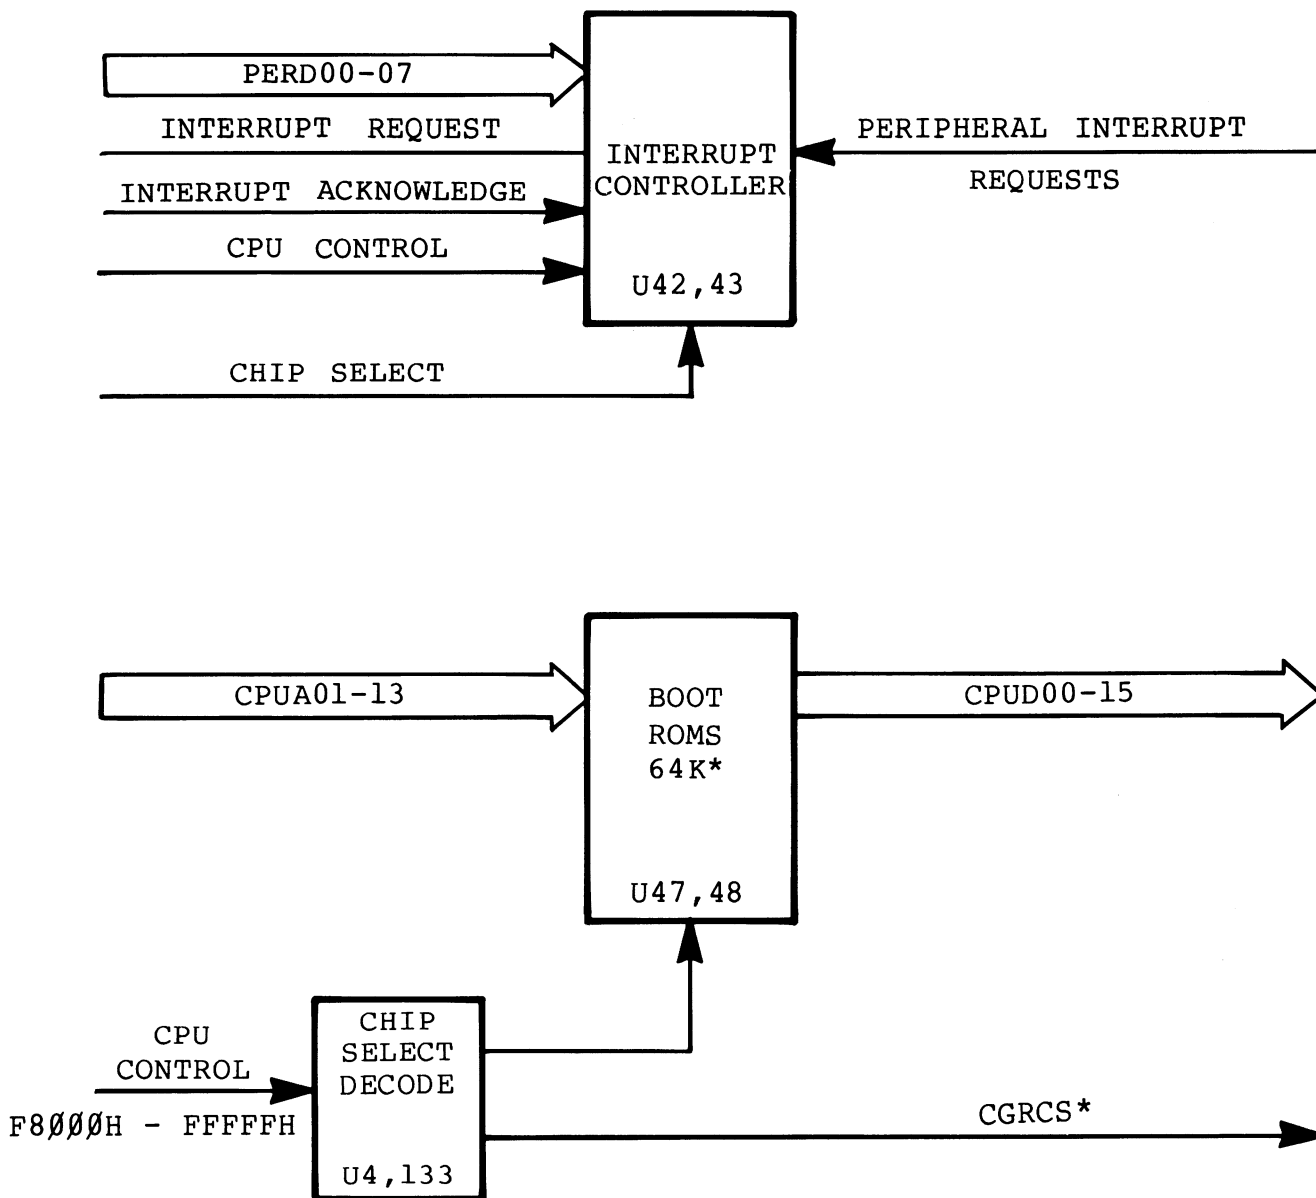 PERD00-07
INTERRUPT REQUEST
INTERRUPT ACKNOWLEDGE
CPU CONTROL
CHIP SELECT
INTERRUPT
CONTROLLER
U42,43
PERIPHERAL INTERRUPT
REQUESTS
CPUA01-13
BOOT
ROMS
64K*
U47,48
CPUD00-15
CPU
CONTROL
F8ØØØH - FFFFFH
CHIP
SELECT
DECODE
U4,133
CGRCS*